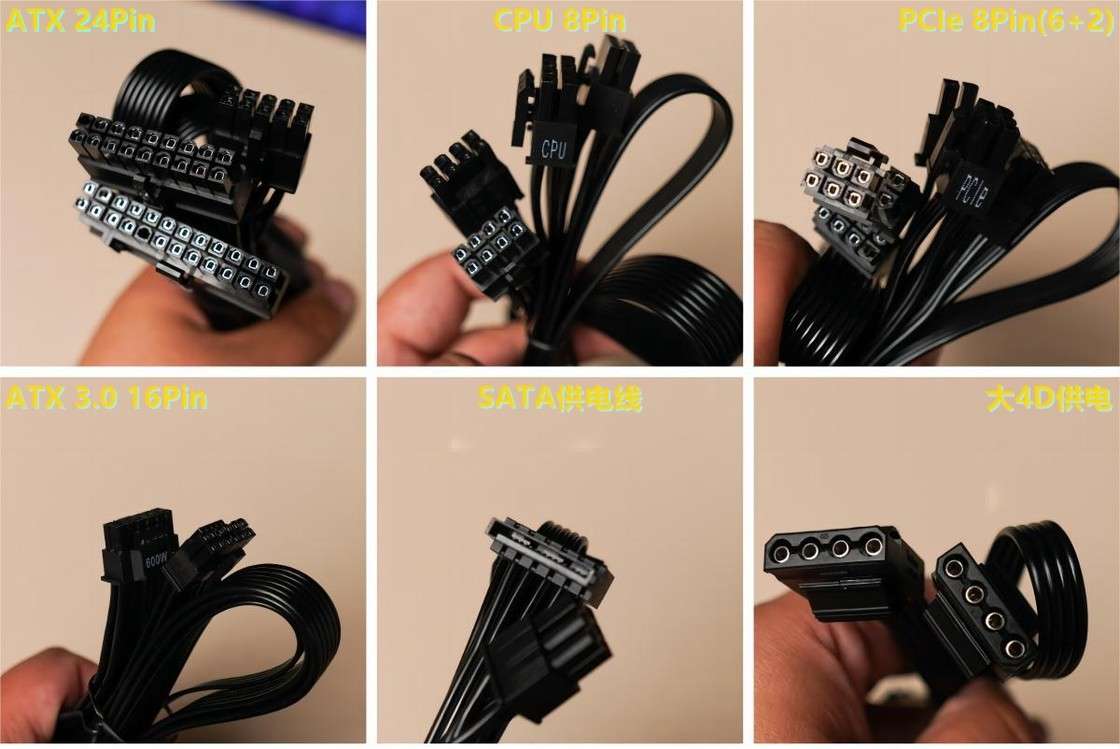 ATX 24Pin
CPU 8Pin
PCIe 8Pin(6+2)
CPU
PCIe
ATX 3.0 16Pin
SATA供电线
大4D供电
600W